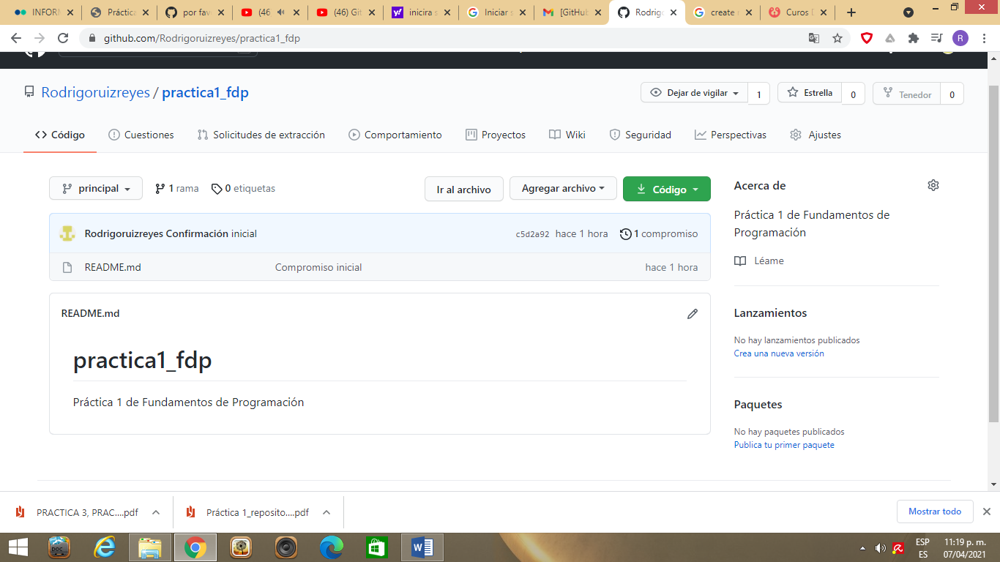 INFORM
Práctica
por fav
(46
(46) Git
inicira s
Iniciar s
[GitHub
Rodrigo
create
Curos
github.com/Rodrigoruizreyes/practica1_fdp
R
Rodrigoruizreyes / practica1_fdp
Dejar de vigilar 1
Estrella 0
Tenedor 0
Código
Cuestiones
Solicitudes de extracción
Comportamiento
Proyectos
Wiki
Seguridad
Perspectivas
Ajustes
principal
1 rama
0 etiquetas
Ir al archivo
Agregar archivo
Código
Rodrigoruizreyes Confirmación inicial
c5d2a92 hace 1 hora
1 compromiso
README.md
Compromiso inicial
hace 1 hora
README.md
practica1_fdp
Práctica 1 de Fundamentos de Programación
Acerca de
Práctica 1 de Fundamentos de
Programación
Léame
Lanzamientos
No hay lanzamientos publicados
Crea una nueva versión
Paquetes
No hay paquetes publicados
Publica tu primer paquete
PRACTICA 3, PRAC....pdf
Práctica 1_reposito....pdf
Mostrar todo
DOC
ESP
ES
11:19 p. m.
07/04/2021